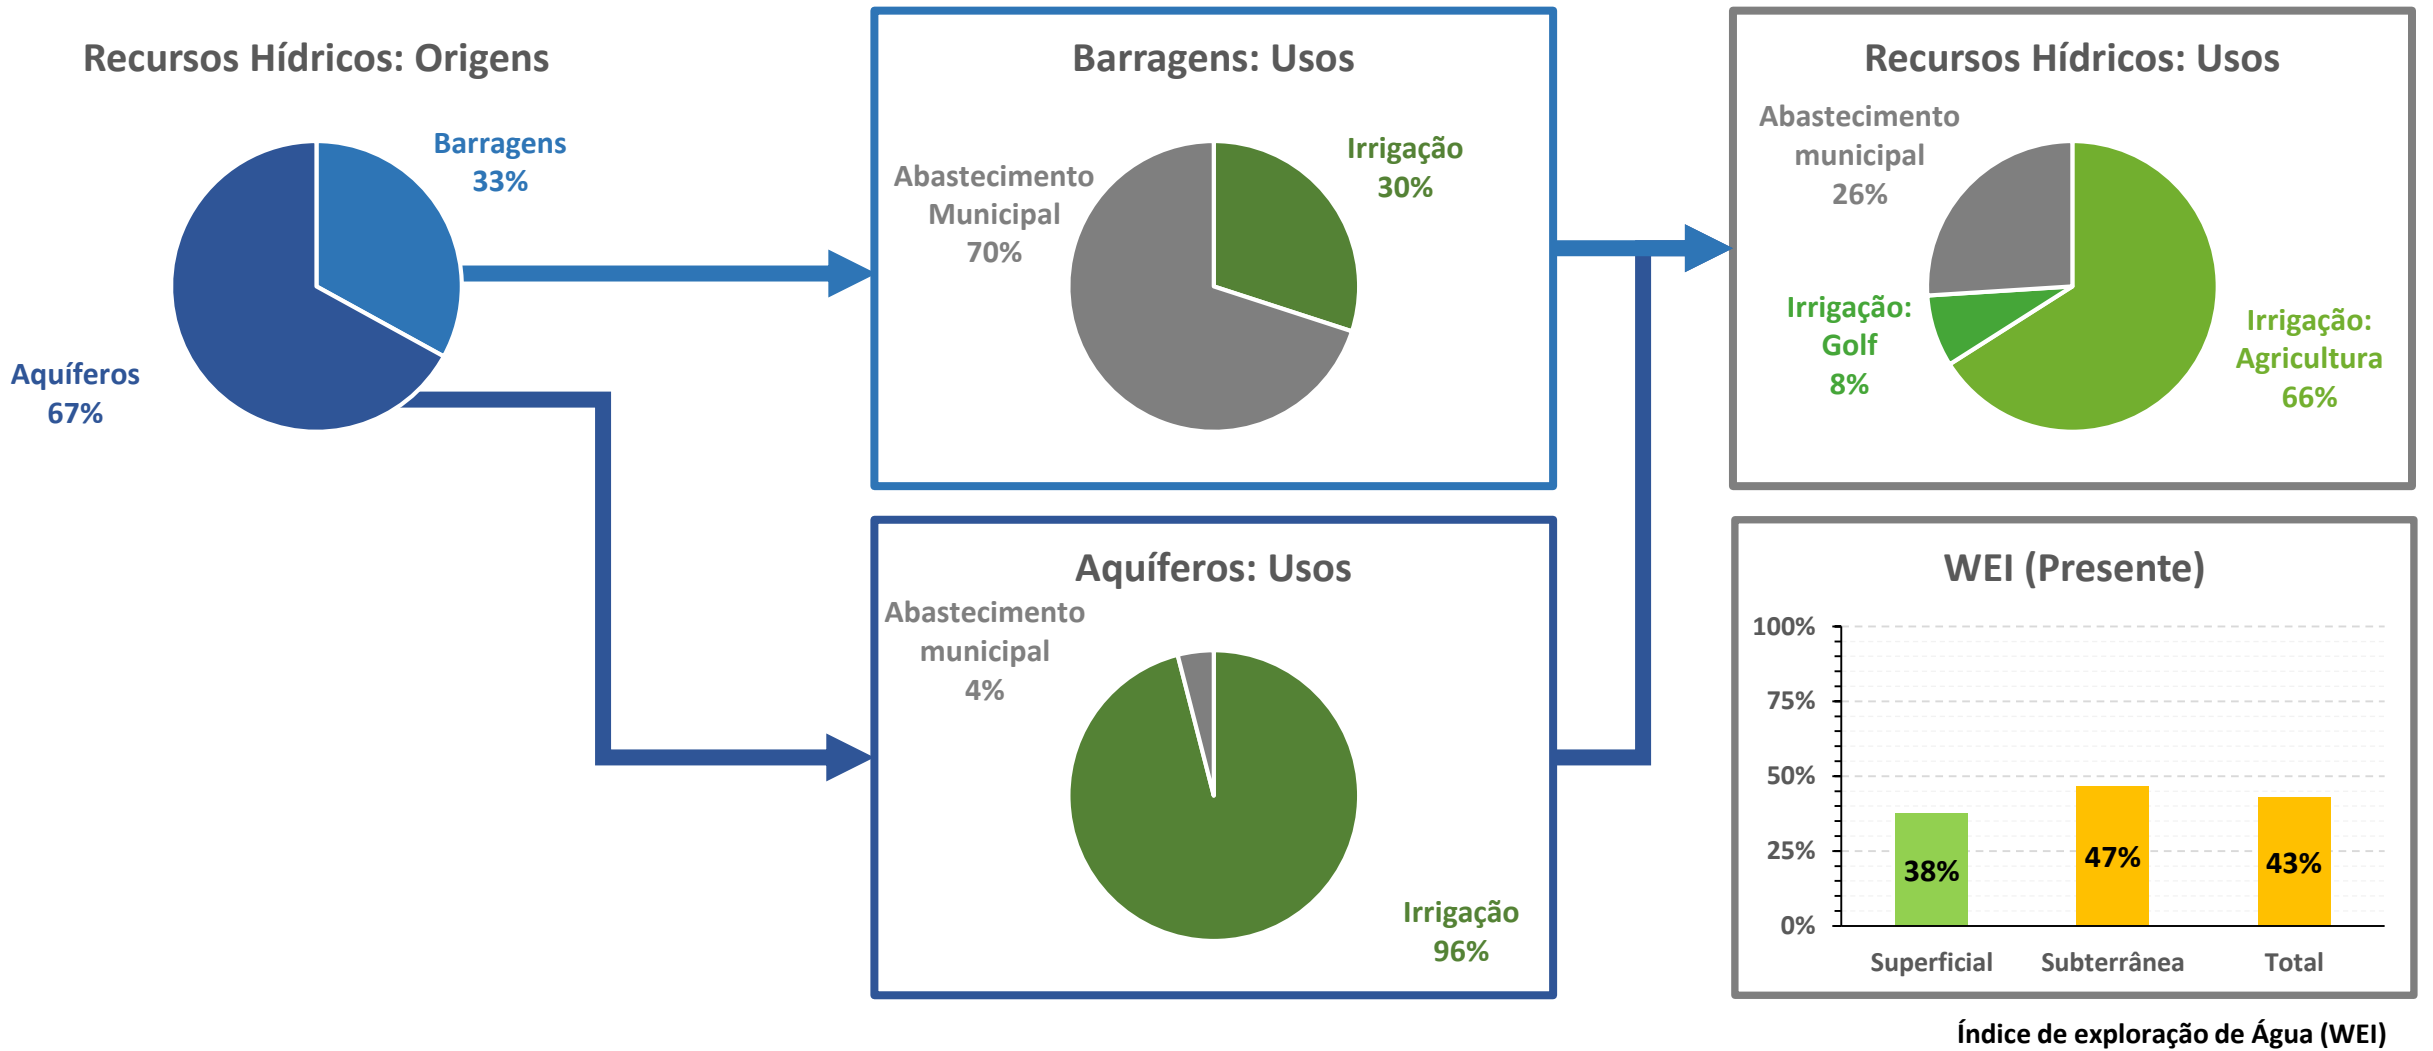 Recursos Hídricos: Origens
Barragens
33%
Aquíferos
67%
Barragens: Usos
Abastecimento
Municipal
70%
Irrigação
30%
Recursos Hídricos: Usos
Abastecimento
municipal
26%
Irrigação:
Golf
8%
Irrigação:
Agricultura
66%
Aquíferos: Usos
Abastecimento
municipal
4%
Irrigação
96%
WEI (Presente)
100%
75%
50%
25%
0%
38%
47%
43%
Superficial
Subterrânea
Total
Índice de exploração de Água (WEI)